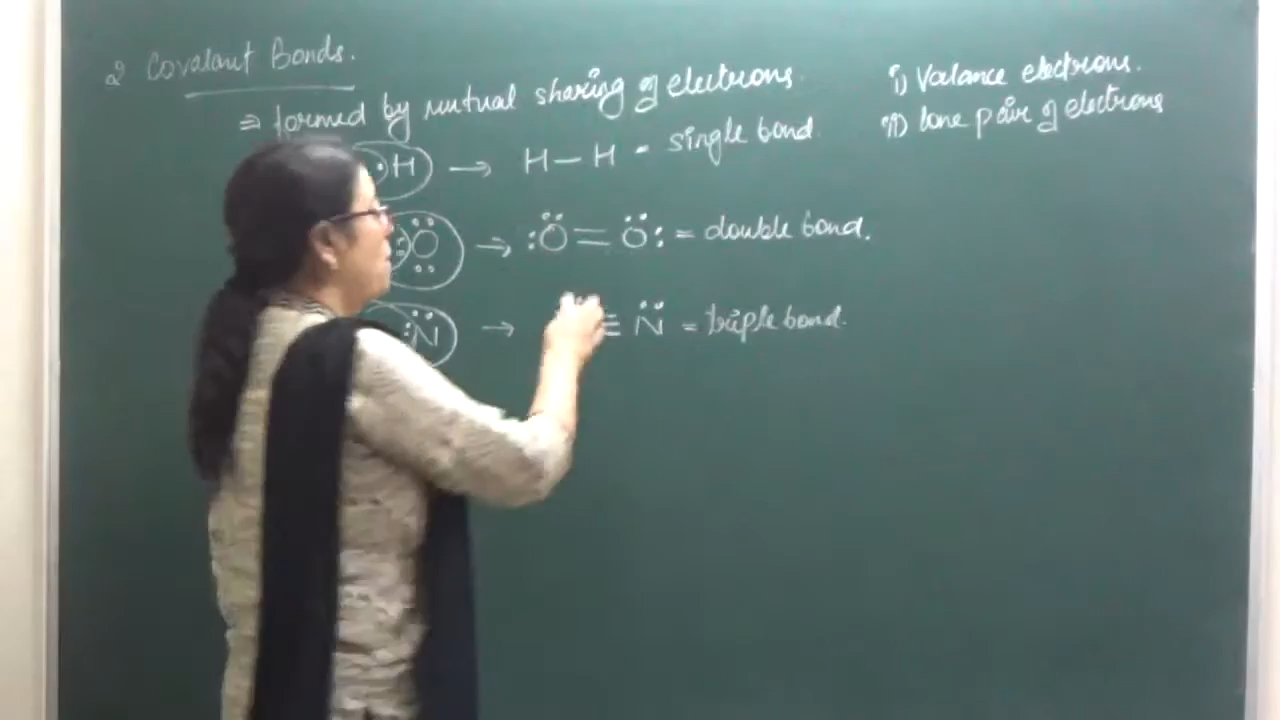 2 Covalant Bonds.
⇒ formed by mutual sharing of electrons.
H → H — H - single bond
:Ö → :Ö = Ö: = double bond.
:N̈ → ≡ N̈ = triple bond.
i) Valance electrons.
ii) lone pair of electrons